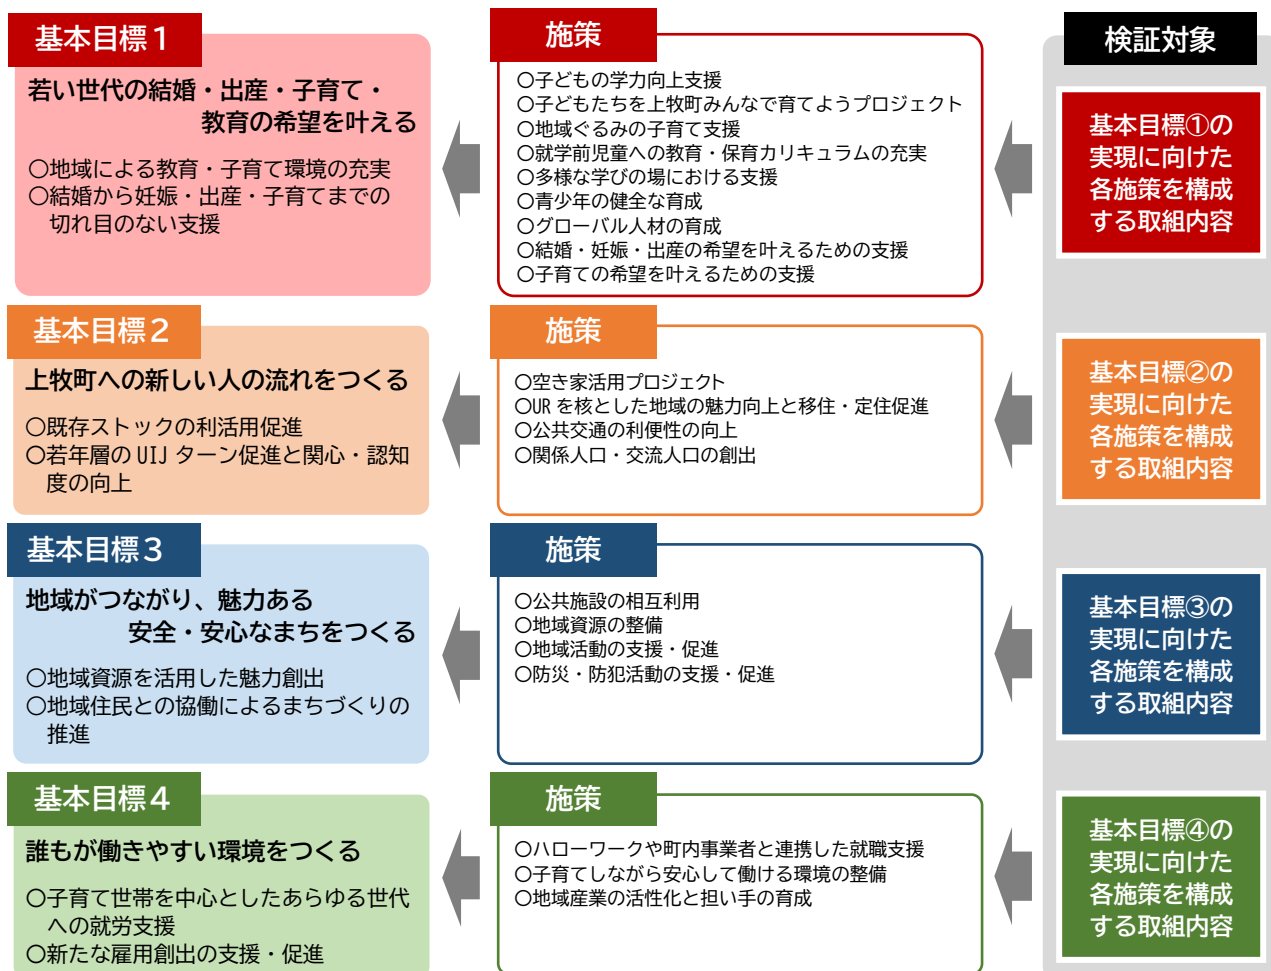 基本目標１
若い世代の結婚・出産・子育て・
教育の希望を叶える
○地域による教育・子育て環境の充実
○結婚から妊娠・出産・子育てまでの
切れ目のない支援
施策
○子どもの学力向上支援
○子どもたちを上牧町みんなで育てようプロジェクト
○地域ぐるみの子育て支援
○就学前児童への教育・保育カリキュラムの充実
○多様な学びの場における支援
○青少年の健全な育成
○グローバル人材の育成
○結婚・妊娠・出産の希望を叶えるための支援
○子育ての希望を叶えるための支援
検証対象
基本目標①の
実現に向けた
各施策を構成
する取組内容
基本目標２
上牧町への新しい人の流れをつくる
○既存ストックの利活用促進
○若年層の UIJ ターン促進と関心・認知
度の向上
施策
○空き家活用プロジェクト
○UR を核とした地域の魅力向上と移住・定住促進
○公共交通の利便性の向上
○関係人口・交流人口の創出
基本目標②の
実現に向けた
各施策を構成
する取組内容
基本目標３
地域がつながり、魅力ある
安全・安心なまちをつくる
○地域資源を活用した魅力創出
○地域住民との協働によるまちづくりの
推進
施策
○公共施設の相互利用
○地域資源の整備
○地域活動の支援・促進
○防災・防犯活動の支援・促進
基本目標③の
実現に向けた
各施策を構成
する取組内容
基本目標４
誰もが働きやすい環境をつくる
○子育て世帯を中心としたあらゆる世代
への就労支援
○新たな雇用創出の支援・促進
施策
○ハローワークや町内事業者と連携した就職支援
○子育てしながら安心して働ける環境の整備
○地域産業の活性化と担い手の育成
基本目標④の
実現に向けた
各施策を構成
する取組内容